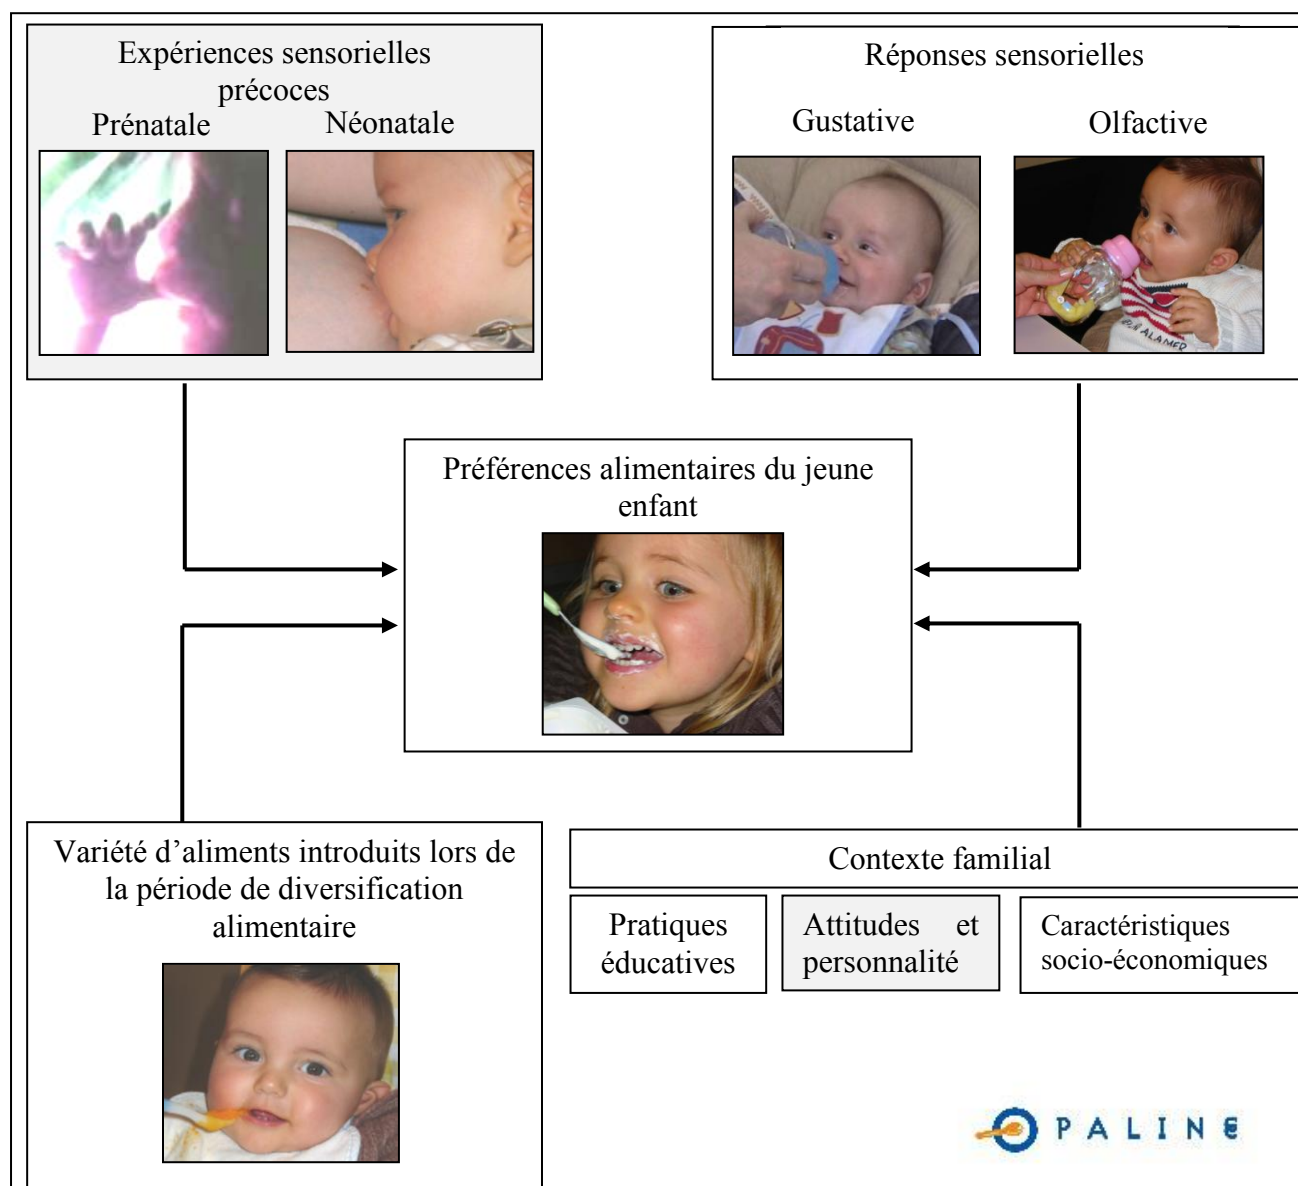 Expériences sensorielles
précoces
Prénatale
Néonatale
Réponses sensorielles
Gustative
Olfactive
Préférences alimentaires du jeune
enfant
Variété d’aliments introduits lors de
la période de diversification
alimentaire
Contexte familial
Pratiques
éducatives
Attitudes et
personnalité
Caractéristiques
socio-économiques
OPALINE